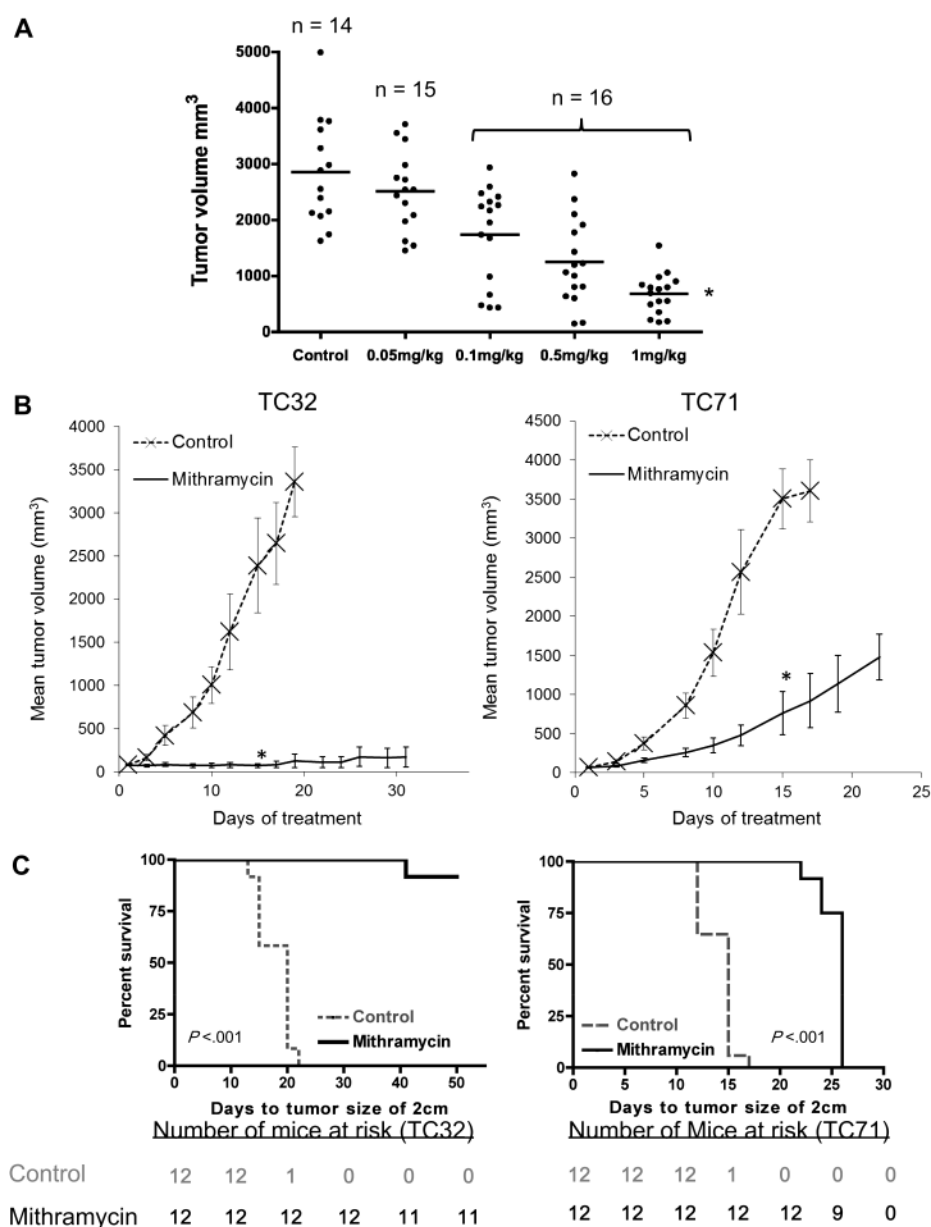 A
n = 14
n = 15
n = 16
Tumor volume mm3
5000
4000
3000
2000
1000
0
Control 0.05mg/kg 0.1mg/kg 0.5mg/kg 1mg/kg
*
B
TC32
Control
Mithramycin
Mean tumor volume (mm3)
4000
3500
3000
2500
2000
1500
1000
500
0
*
0 10 20 30
Days of treatment
TC71
Control
Mithramycin
Mean tumor volume (mm3)
4500
4000
3500
3000
2500
2000
1500
1000
500
0
*
0 5 10 15 20 25
Days of treatment
C
Percent survival
100
75
50
25
0
Control
Mithramycin
P<.001
0 10 20 30 40 50
Days to tumor size of 2cm
Number of mice at risk (TC32)
Percent survival
100
75
50
25
0
Control
Mithramycin
P<.001
0 5 10 15 20 25 30
Days to tumor size of 2cm
Number of Mice at risk (TC71)
Control 12 12 1 0 0 0 12 12 12 1 0 0 0
Mithramycin 12 12 12 12 11 11 12 12 12 12 12 9 0